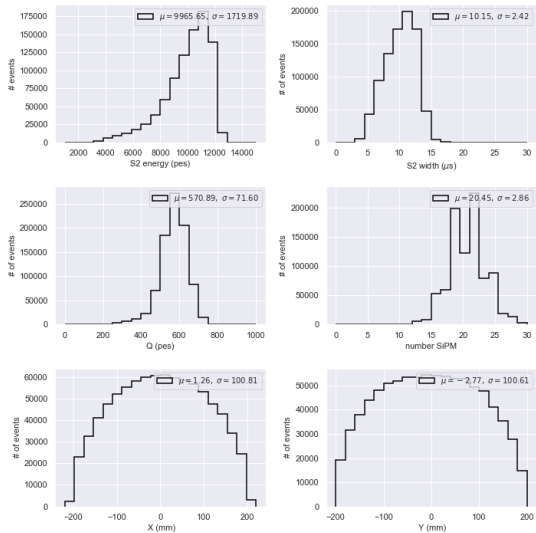 μ = 9965.65, σ = 1719.89
175000
150000
125000
100000
75000
50000
25000
0
# of events
2000 4000 6000 8000 10000 12000 14000
S2 energy (pes)
μ = 10.15, σ = 2.42
200000
150000
100000
50000
0
# of events
0 5 10 15 20 25 30
S2 width (μs)
μ = 570.89, σ = 71.60
250000
200000
150000
100000
50000
0
# of events
0 200 400 600 800 1000
Q (pes)
μ = 20.45, σ = 2.86
200000
150000
100000
50000
0
# of events
0 5 10 15 20 25 30
number SiPM
μ = 1.26, σ = 100.81
60000
50000
40000
30000
20000
10000
0
# of events
−200 −100 0 100 200
X (mm)
μ = −2.77, σ = 100.61
50000
40000
30000
20000
10000
0
# of events
−200 −100 0 100 200
Y (mm)